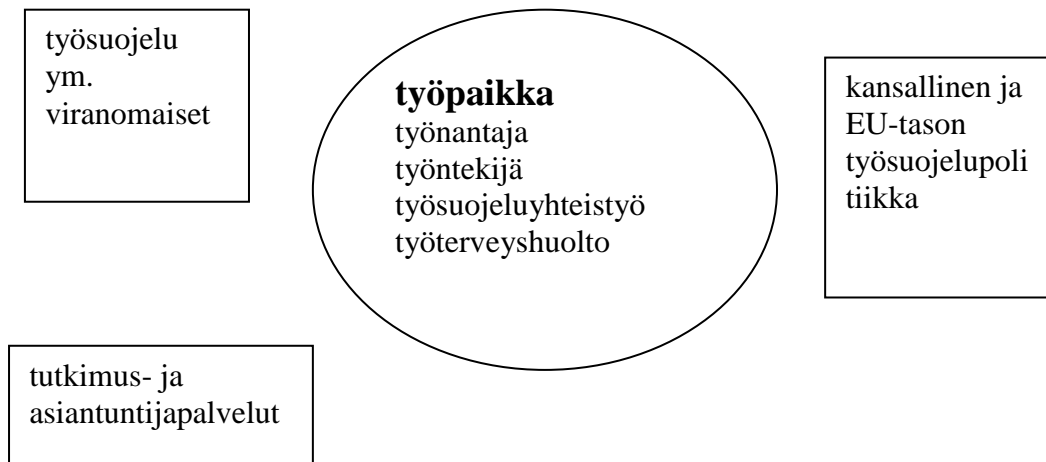 työsuojelu
ym.
viranomaiset
työpaikka
työnantaja
työntekijä
työsuojeluyhteistyö
työterveyshuolto
kansallinen ja
EU-tason
työsuojelupoli
tiikka
tutkimus- ja
asiantuntijapalvelut